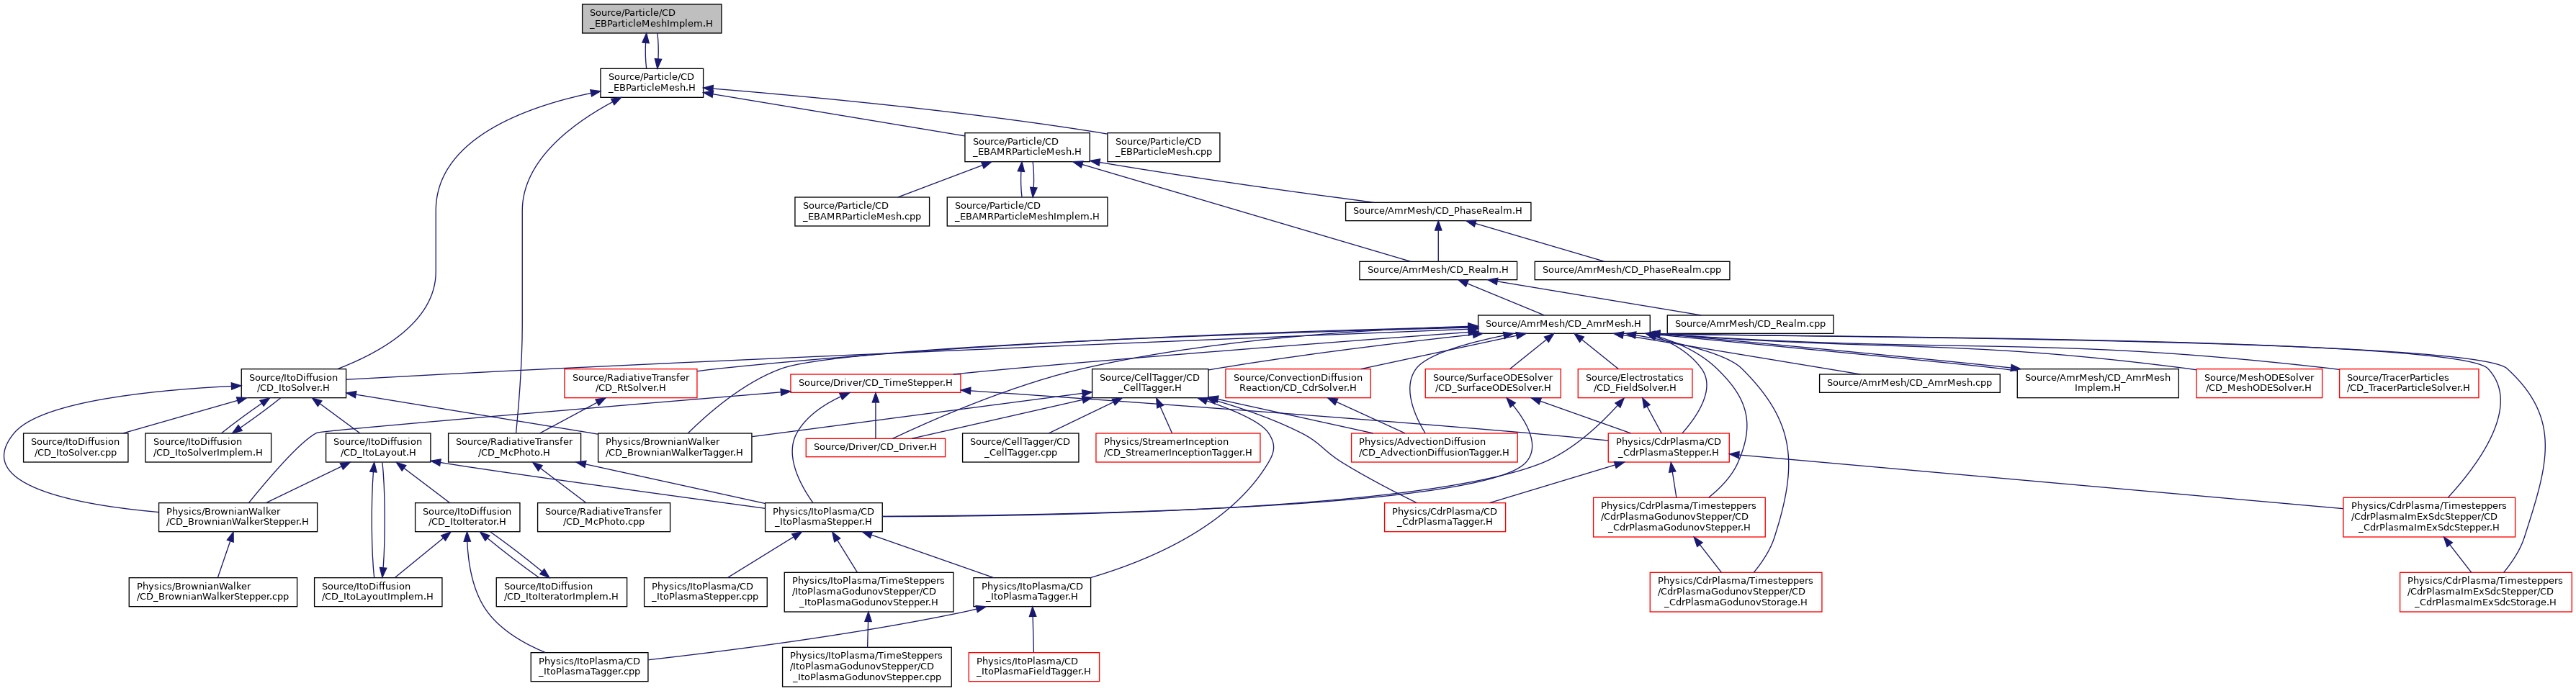 Source/Particle/CD
_EBParticleMeshImplem.H
Source/Particle/CD
_EBParticleMesh.H
Source/Particle/CD
_EBAMRParticleMesh.H
Source/Particle/CD
_EBParticleMesh.cpp
Source/Particle/CD
_EBAMRParticleMesh.cpp
Source/Particle/CD
_EBAMRParticleMeshImplem.H
Source/AmrMesh/CD_PhaseRealm.H
Source/AmrMesh/CD_Realm.H
Source/AmrMesh/CD_PhaseRealm.cpp
Source/AmrMesh/CD_AmrMesh.H
Source/AmrMesh/CD_Realm.cpp
Source/ItoDiffusion
/CD_ItoSolver.H
Source/RadiativeTransfer
/CD_RtSolver.H
Source/Driver/CD_TimeStepper.H
Source/CellTagger/CD
_CellTagger.H
Source/ConvectionDiffusion
Reaction/CD_CdrSolver.H
Source/SurfaceODESolver
/CD_SurfaceODESolver.H
Source/Electrostatics
/CD_FieldSolver.H
Source/AmrMesh/CD_AmrMesh.cpp
Source/AmrMesh/CD_AmrMesh
Implem.H
Source/MeshODESolver
/CD_MeshODESolver.H
Source/TracerParticles
/CD_TracerParticleSolver.H
Source/ItoDiffusion
/CD_ItoSolver.cpp
Source/ItoDiffusion
/CD_ItoSolverImplem.H
Source/ItoDiffusion
/CD_ItoLayout.H
Source/RadiativeTransfer
/CD_McPhoto.H
Physics/BrownianWalker
/CD_BrownianWalkerTagger.H
Source/Driver/CD_Driver.H
Source/CellTagger/CD
_CellTagger.cpp
Physics/StreamerInception
/CD_StreamerInceptionTagger.H
Physics/AdvectionDiffusion
/CD_AdvectionDiffusionTagger.H
Physics/CdrPlasma/CD
_CdrPlasmaStepper.H
Physics/BrownianWalker
/CD_BrownianWalkerStepper.H
Source/ItoDiffusion
/CD_ItoIterator.H
Source/RadiativeTransfer
/CD_McPhoto.cpp
Physics/ItoPlasma/CD
_ItoPlasmaStepper.H
Physics/CdrPlasma/CD
_CdrPlasmaTagger.H
Physics/CdrPlasma/Timesteppers
/CdrPlasmaGodunovStepper/CD
_CdrPlasmaGodunovStepper.H
Physics/CdrPlasma/Timesteppers
/CdrPlasmaImExSdcStepper/CD
_CdrPlasmaImExSdcStepper.H
Physics/BrownianWalker
/CD_BrownianWalkerStepper.cpp
Source/ItoDiffusion
/CD_ItoLayoutImplem.H
Source/ItoDiffusion
/CD_ItoIteratorImplem.H
Physics/ItoPlasma/CD
_ItoPlasmaStepper.cpp
Physics/ItoPlasma/TimeSteppers
/ItoPlasmaGodunovStepper/CD
_ItoPlasmaGodunovStepper.H
Physics/ItoPlasma/CD
_ItoPlasmaTagger.H
Physics/CdrPlasma/Timesteppers
/CdrPlasmaGodunovStepper/CD
_CdrPlasmaGodunovStorage.H
Physics/CdrPlasma/Timesteppers
/CdrPlasmaImExSdcStepper/CD
_CdrPlasmaImExSdcStorage.H
Physics/ItoPlasma/CD
_ItoPlasmaTagger.cpp
Physics/ItoPlasma/TimeSteppers
/ItoPlasmaGodunovStepper/CD
_ItoPlasmaGodunovStepper.cpp
Physics/ItoPlasma/CD
_ItoPlasmaFieldTagger.H